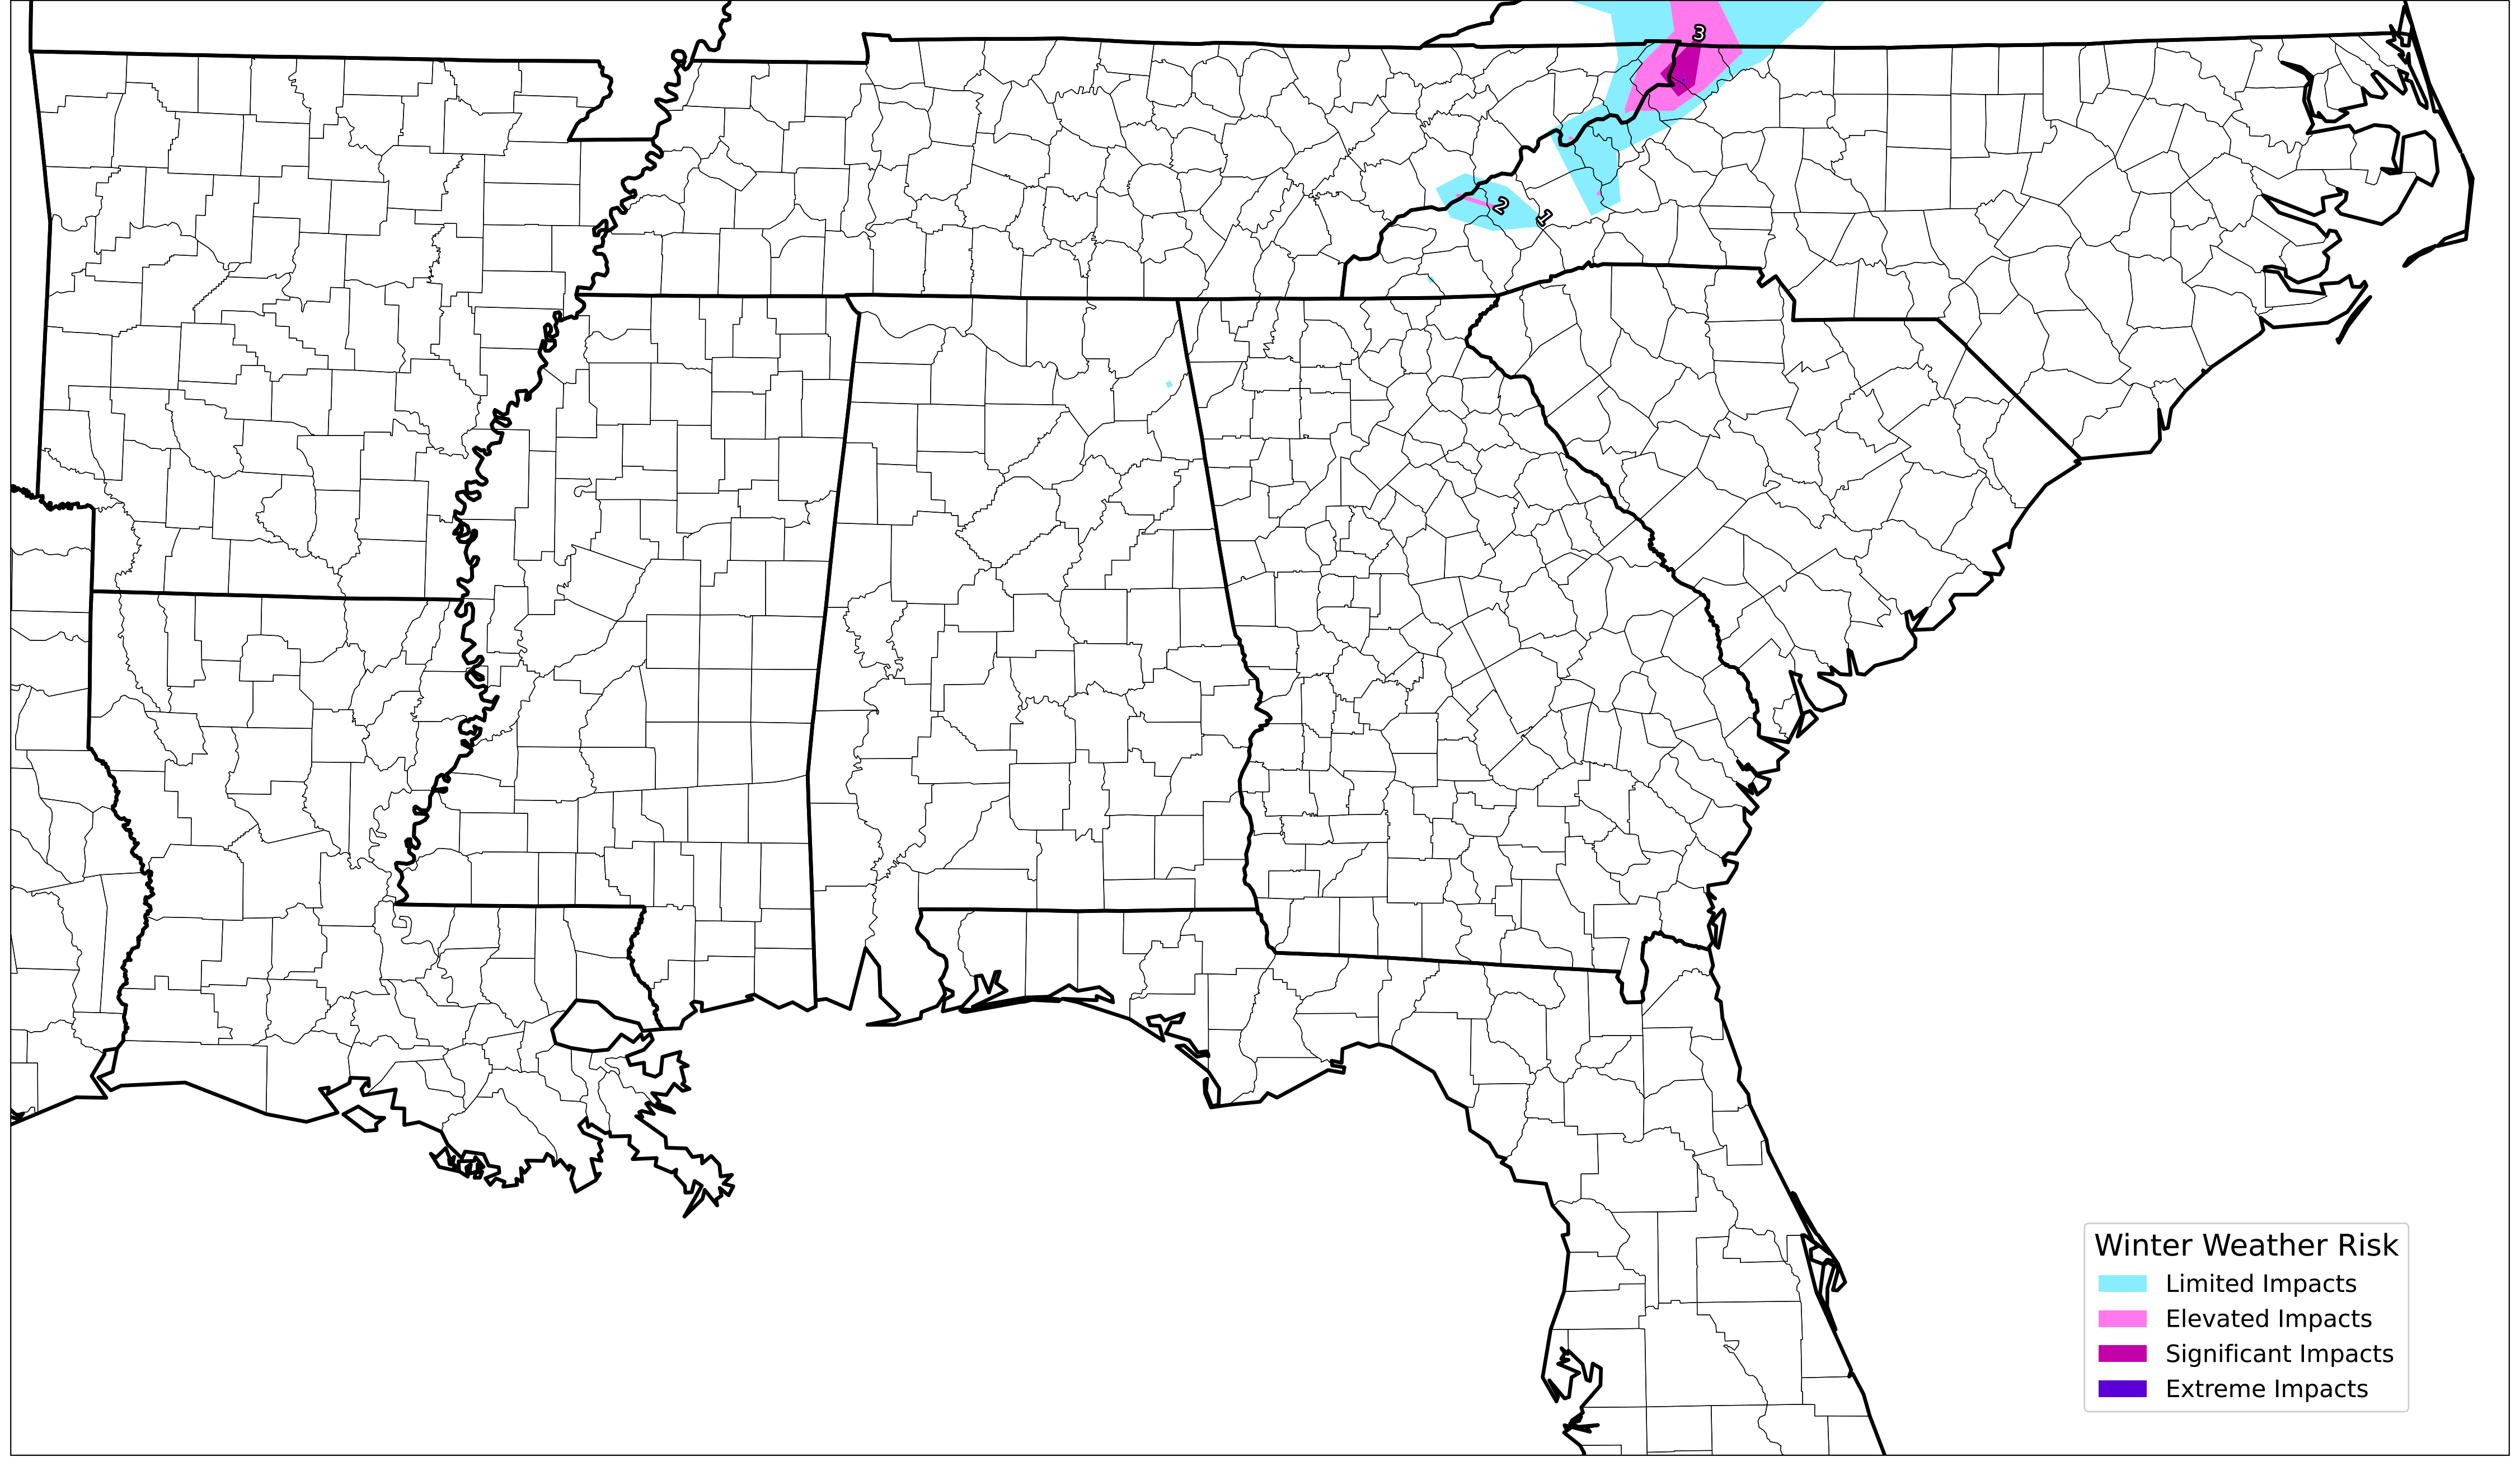 3
2
1
Winter Weather Risk
Limited Impacts
Elevated Impacts
Significant Impacts
Extreme Impacts